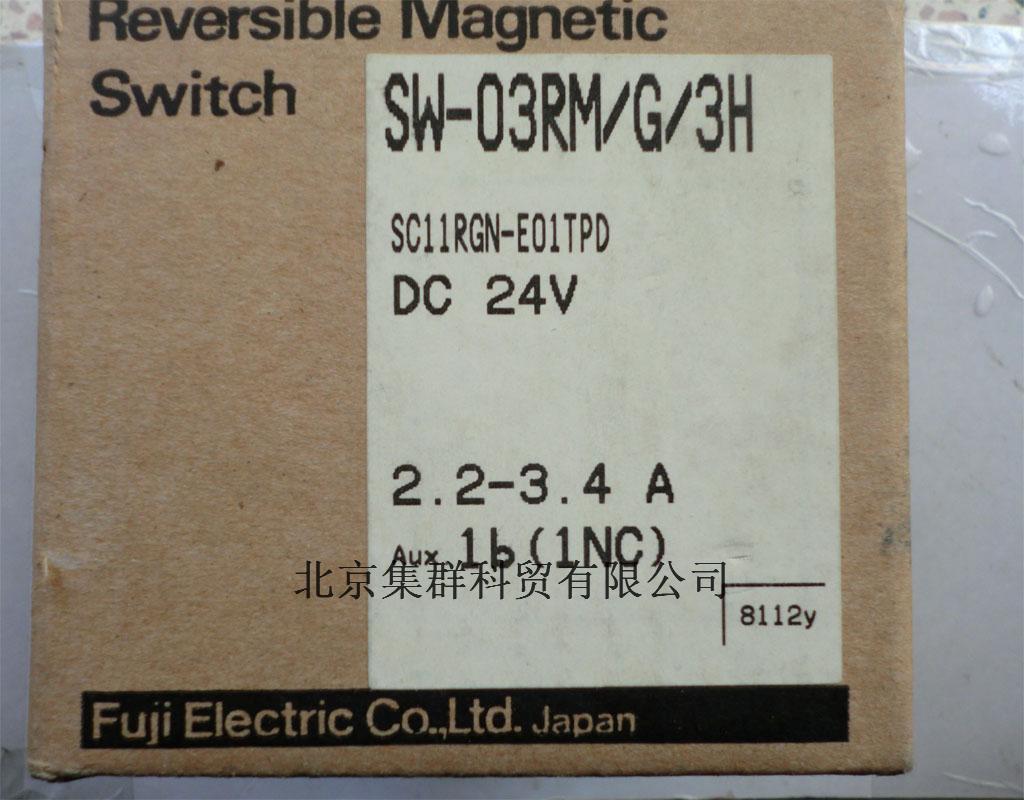 Reversible Magnetic
Switch
SW-03RM/G/3H
SC11RGN-E01TPD
DC 24V
2.2-3.4 A
Aux 1b(1NC)
北京集群科贸有限公司
8112y
Fuji Electric Co.,Ltd. Japan